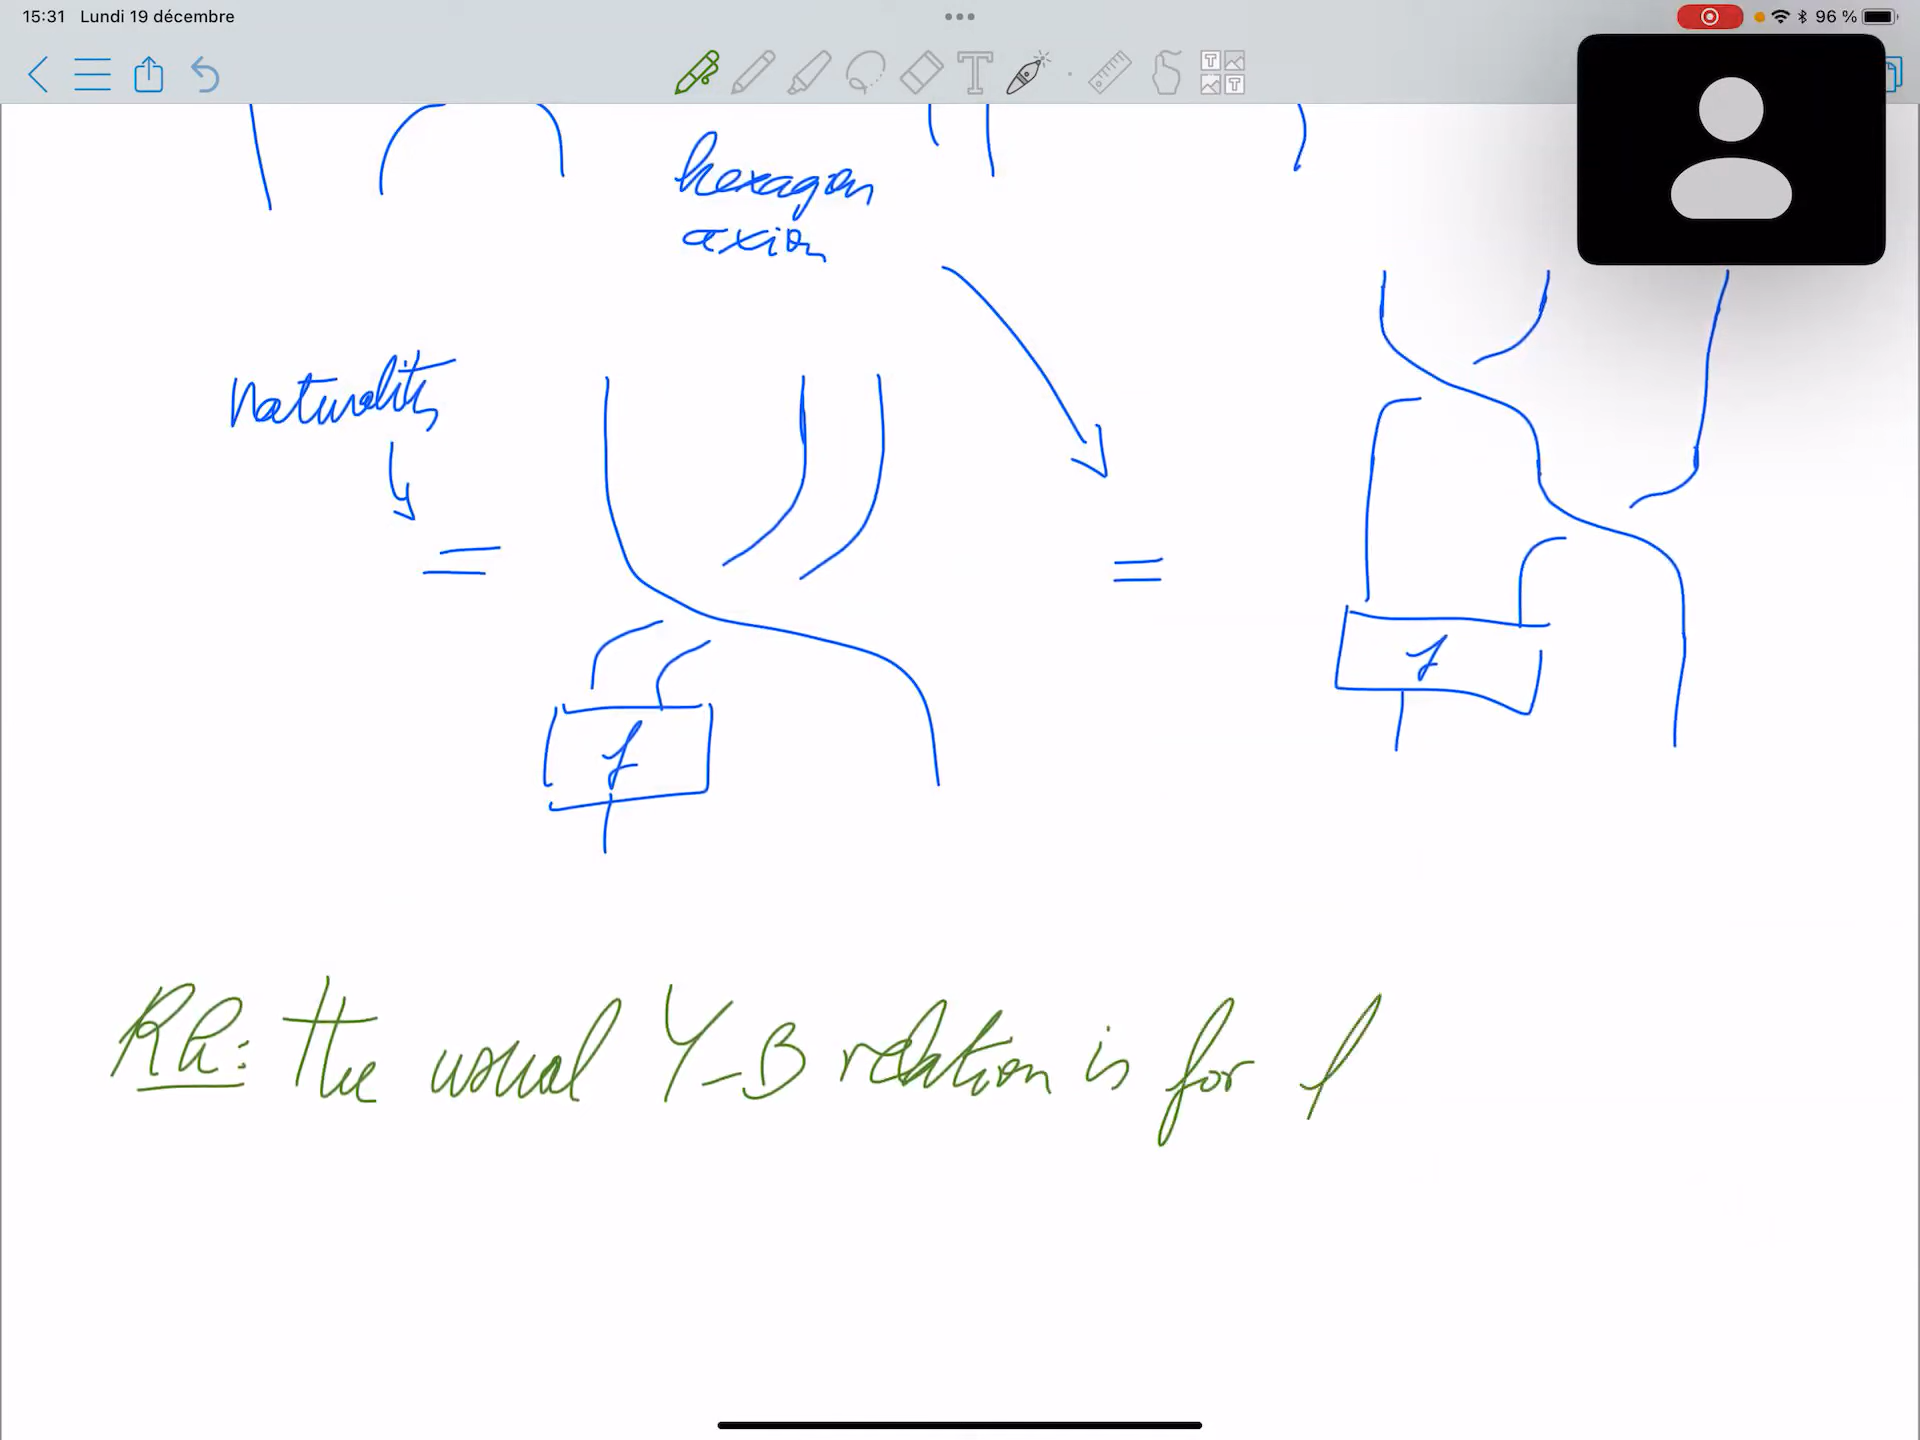 15:31 Lundi 19 décembre 96 %
hexagon
axiom
Naturality
=
=
f
f
Rk: the usual Y-B relation is for f